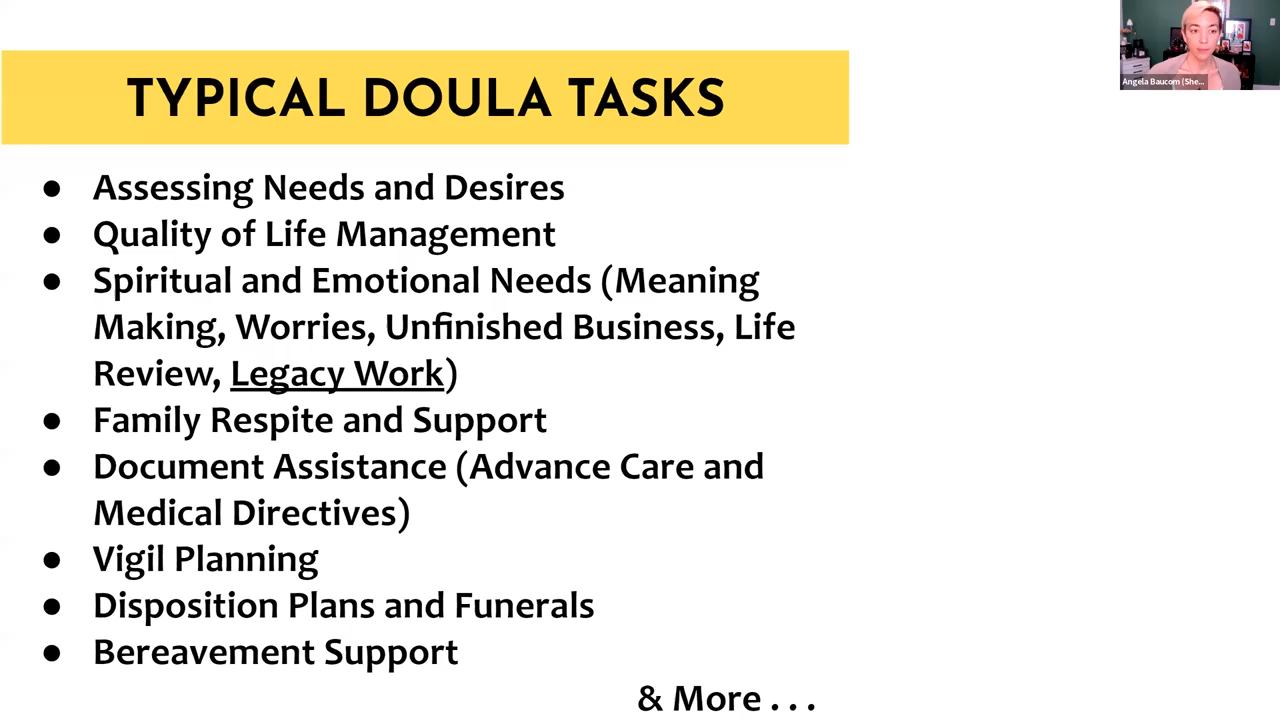 TYPICAL DOULA TASKS
Angela Baucom (She...
● Assessing Needs and Desires
● Quality of Life Management
● Spiritual and Emotional Needs (Meaning
Making, Worries, Unfinished Business, Life
Review, Legacy Work)
● Family Respite and Support
● Document Assistance (Advance Care and
Medical Directives)
● Vigil Planning
● Disposition Plans and Funerals
● Bereavement Support
& More . . .